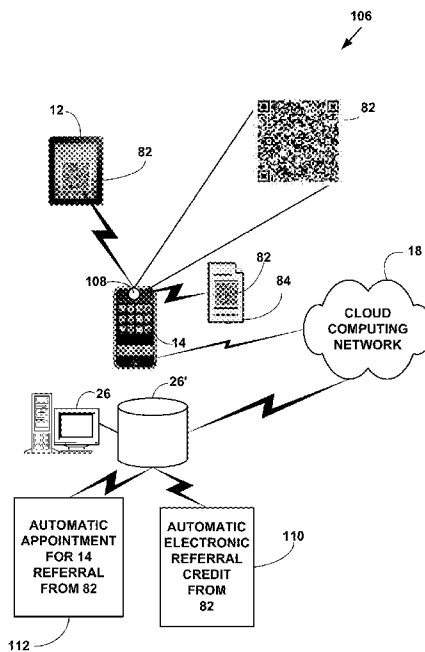 106
12
82
82
108
82
84
14
18
CLOUD
COMPUTING
NETWORK
26
26'
AUTOMATIC
APPOINTMENT
FOR 14
REFERRAL
FROM 82
AUTOMATIC
ELECTRONIC
REFERRAL
CREDIT
FROM
82
110
112